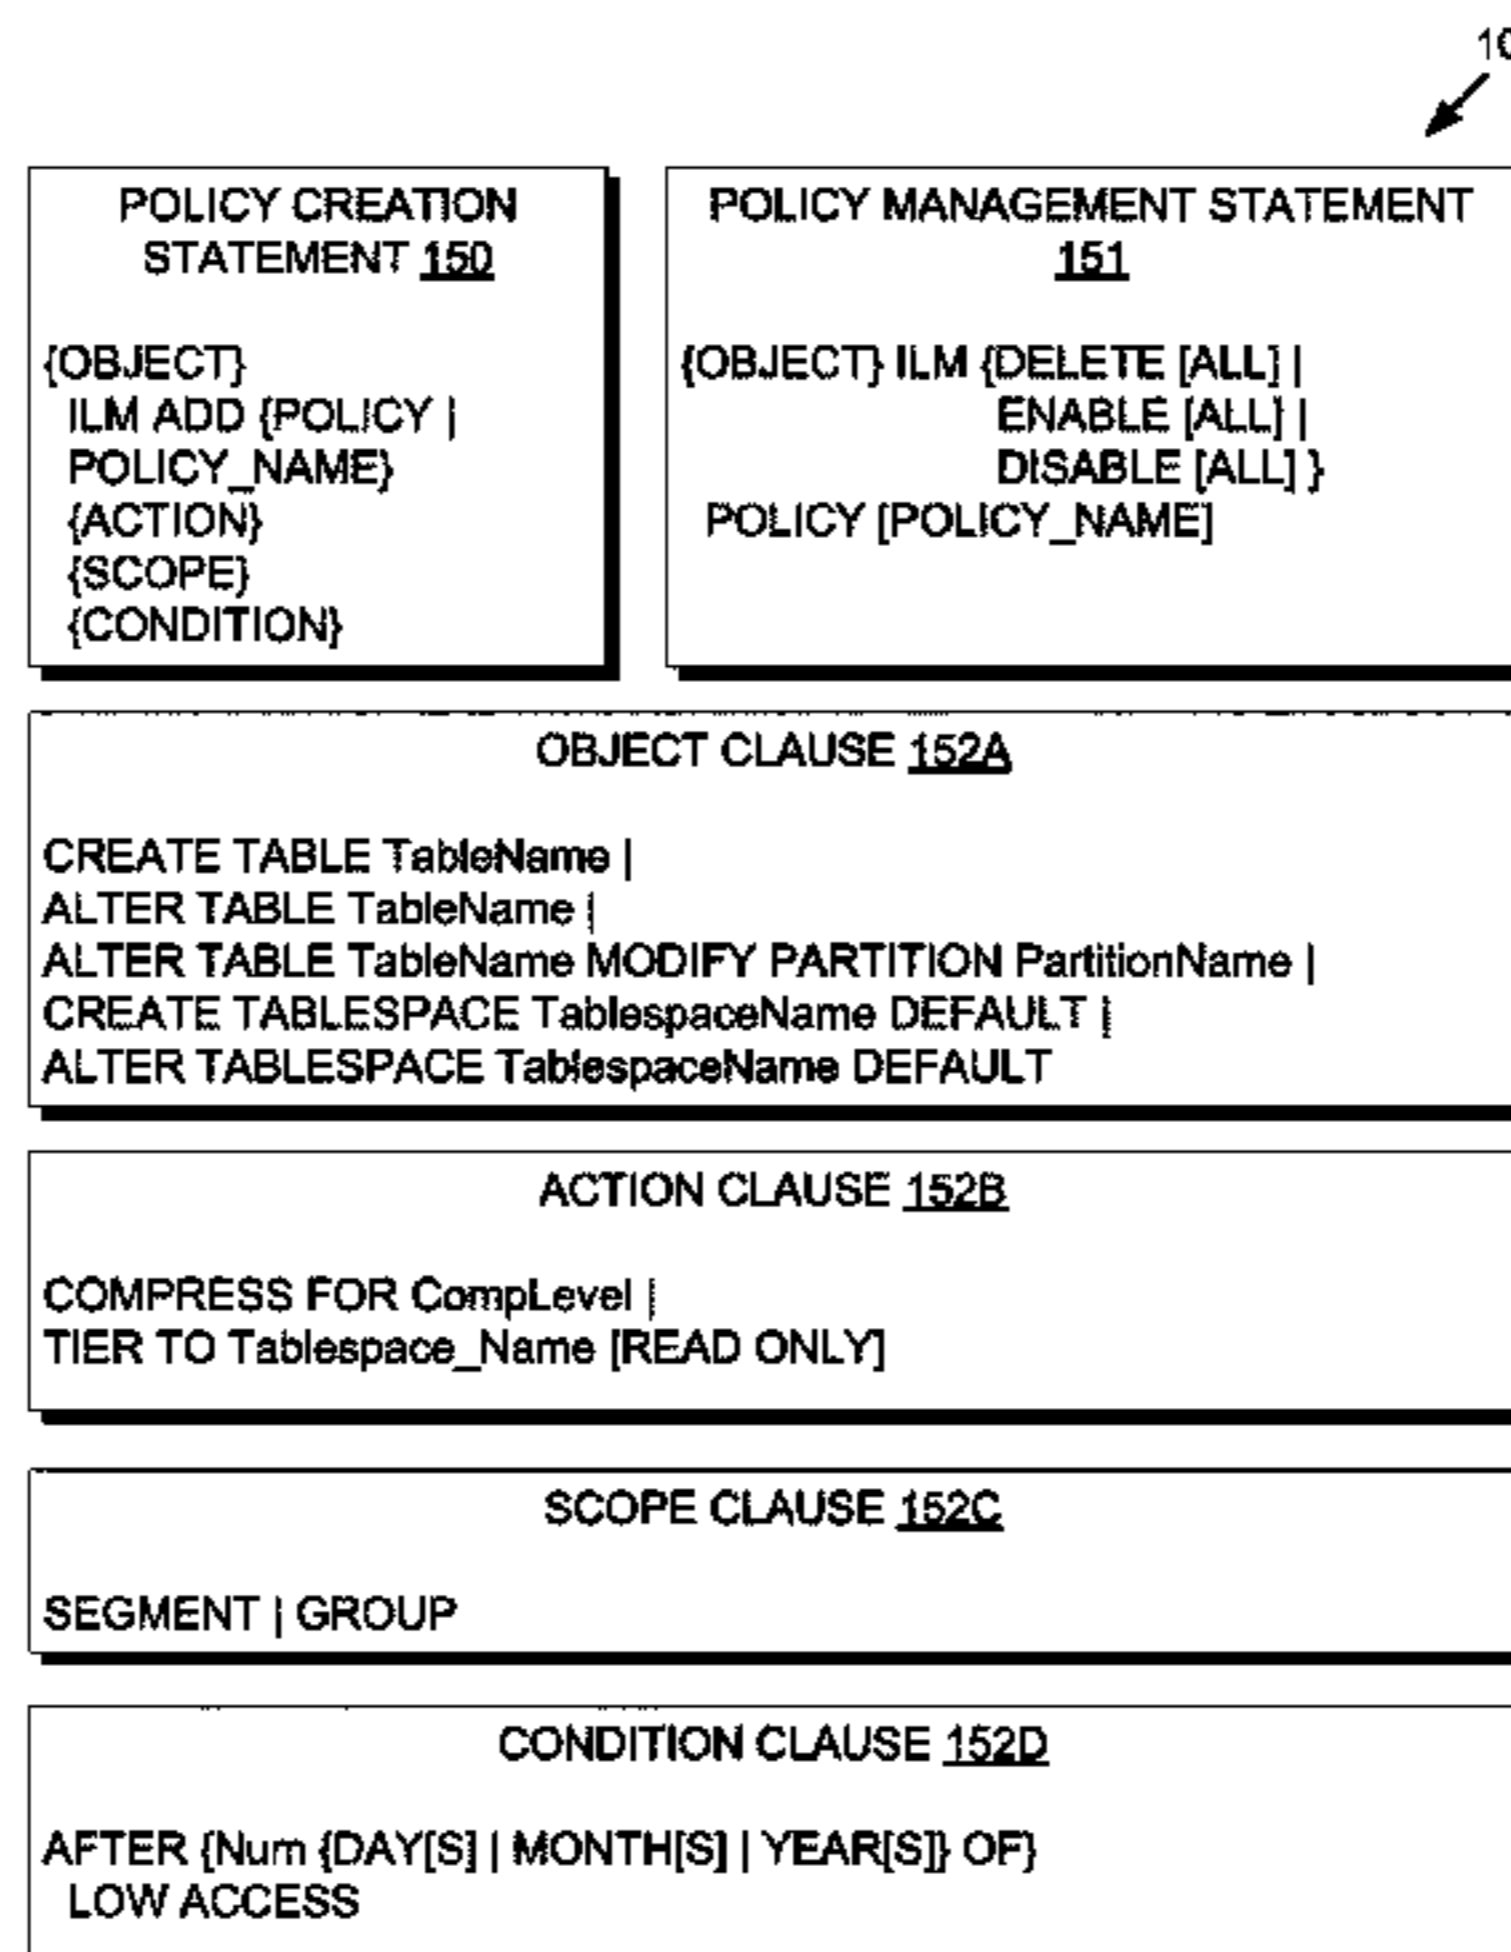 10
POLICY CREATION
STATEMENT 150
{OBJECT}
ILM ADD {POLICY |
POLICY_NAME}
{ACTION}
{SCOPE}
{CONDITION}
POLICY MANAGEMENT STATEMENT
151
{OBJECT} ILM {DELETE [ALL] |
ENABLE [ALL] |
DISABLE [ALL] }
POLICY [POLICY_NAME]
OBJECT CLAUSE 152A
CREATE TABLE TableName |
ALTER TABLE TableName |
ALTER TABLE TableName MODIFY PARTITION PartitionName |
CREATE TABLESPACE TablespaceName DEFAULT |
ALTER TABLESPACE TablespaceName DEFAULT
ACTION CLAUSE 152B
COMPRESS FOR CompLevel |
TIER TO Tablespace_Name [READ ONLY]
SCOPE CLAUSE 152C
SEGMENT | GROUP
CONDITION CLAUSE 152D
AFTER {Num {DAY[S] | MONTH[S] | YEAR[S]} OF}
LOW ACCESS